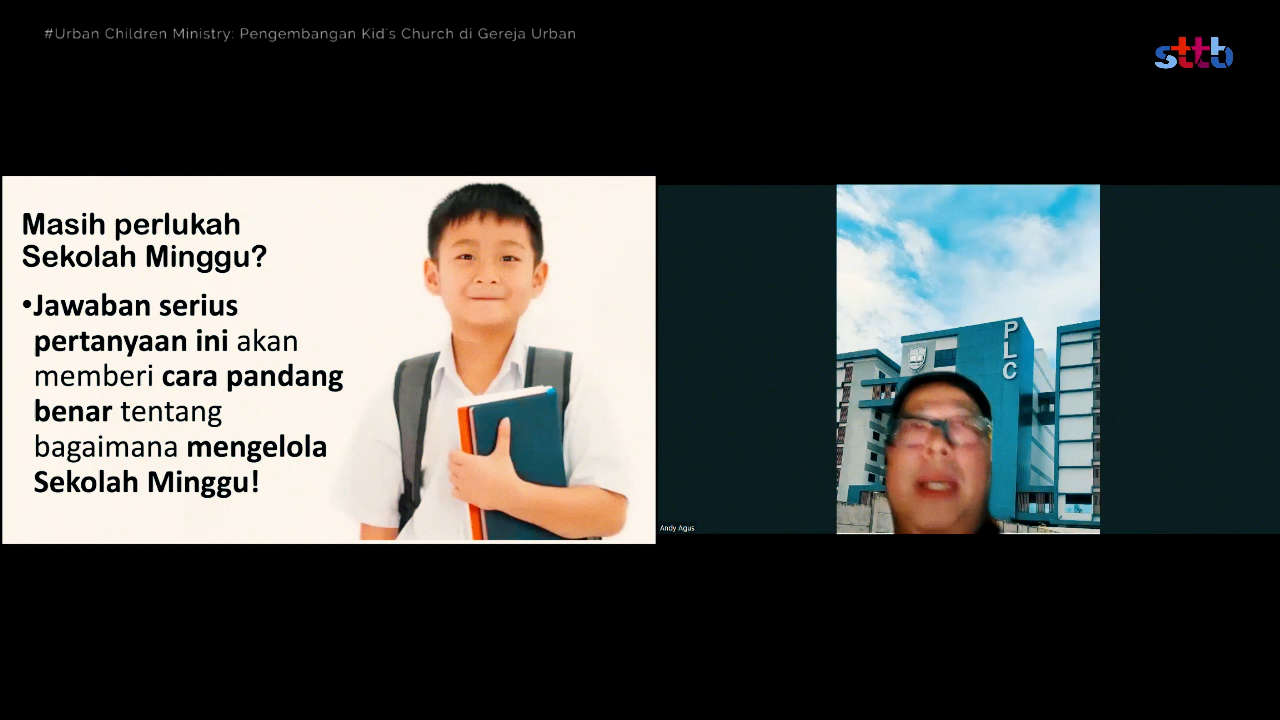 #Urban Children Ministry: Pengembangan Kid's Church di Gereja Urban
sttb
Masih perlukah
Sekolah Minggu?
•Jawaban serius
pertanyaan ini akan
memberi cara pandang
benar tentang
bagaimana mengelola
Sekolah Minggu!
P
L
C
Andy Agus